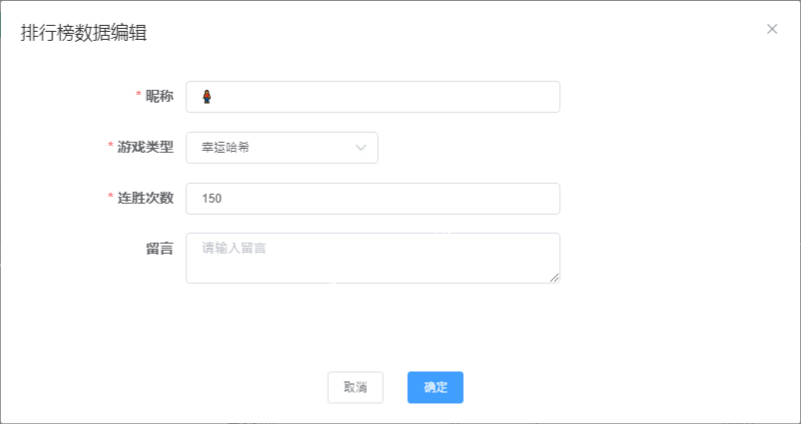 排行榜数据编辑
* 昵称
* 游戏类型 幸运哈希
* 连胜次数 150
留言 请输入留言
取消 确定